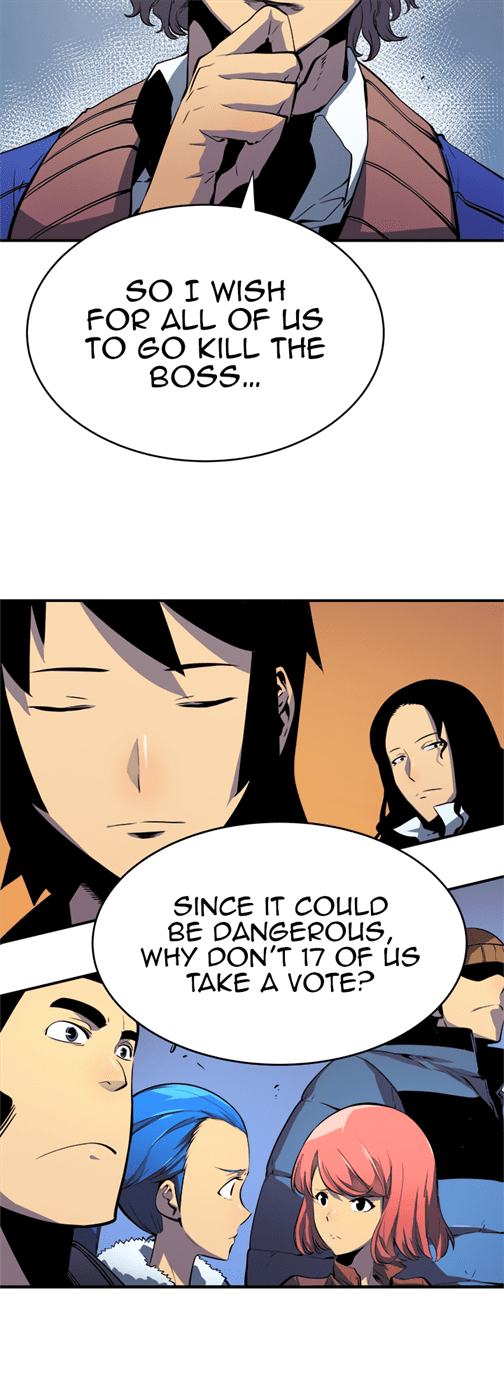 SO I WISH
FOR ALL OF US
TO GO KILL THE
BOSS...
SINCE IT COULD
BE DANGEROUS,
WHY DON'T 17 OF US
TAKE A VOTE?